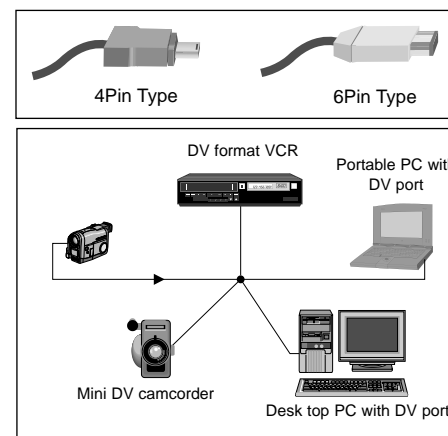 4Pin Type
6Pin Type
DV format VCR
Portable PC with
DV port
Mini DV camcorder
Desk top PC with DV port